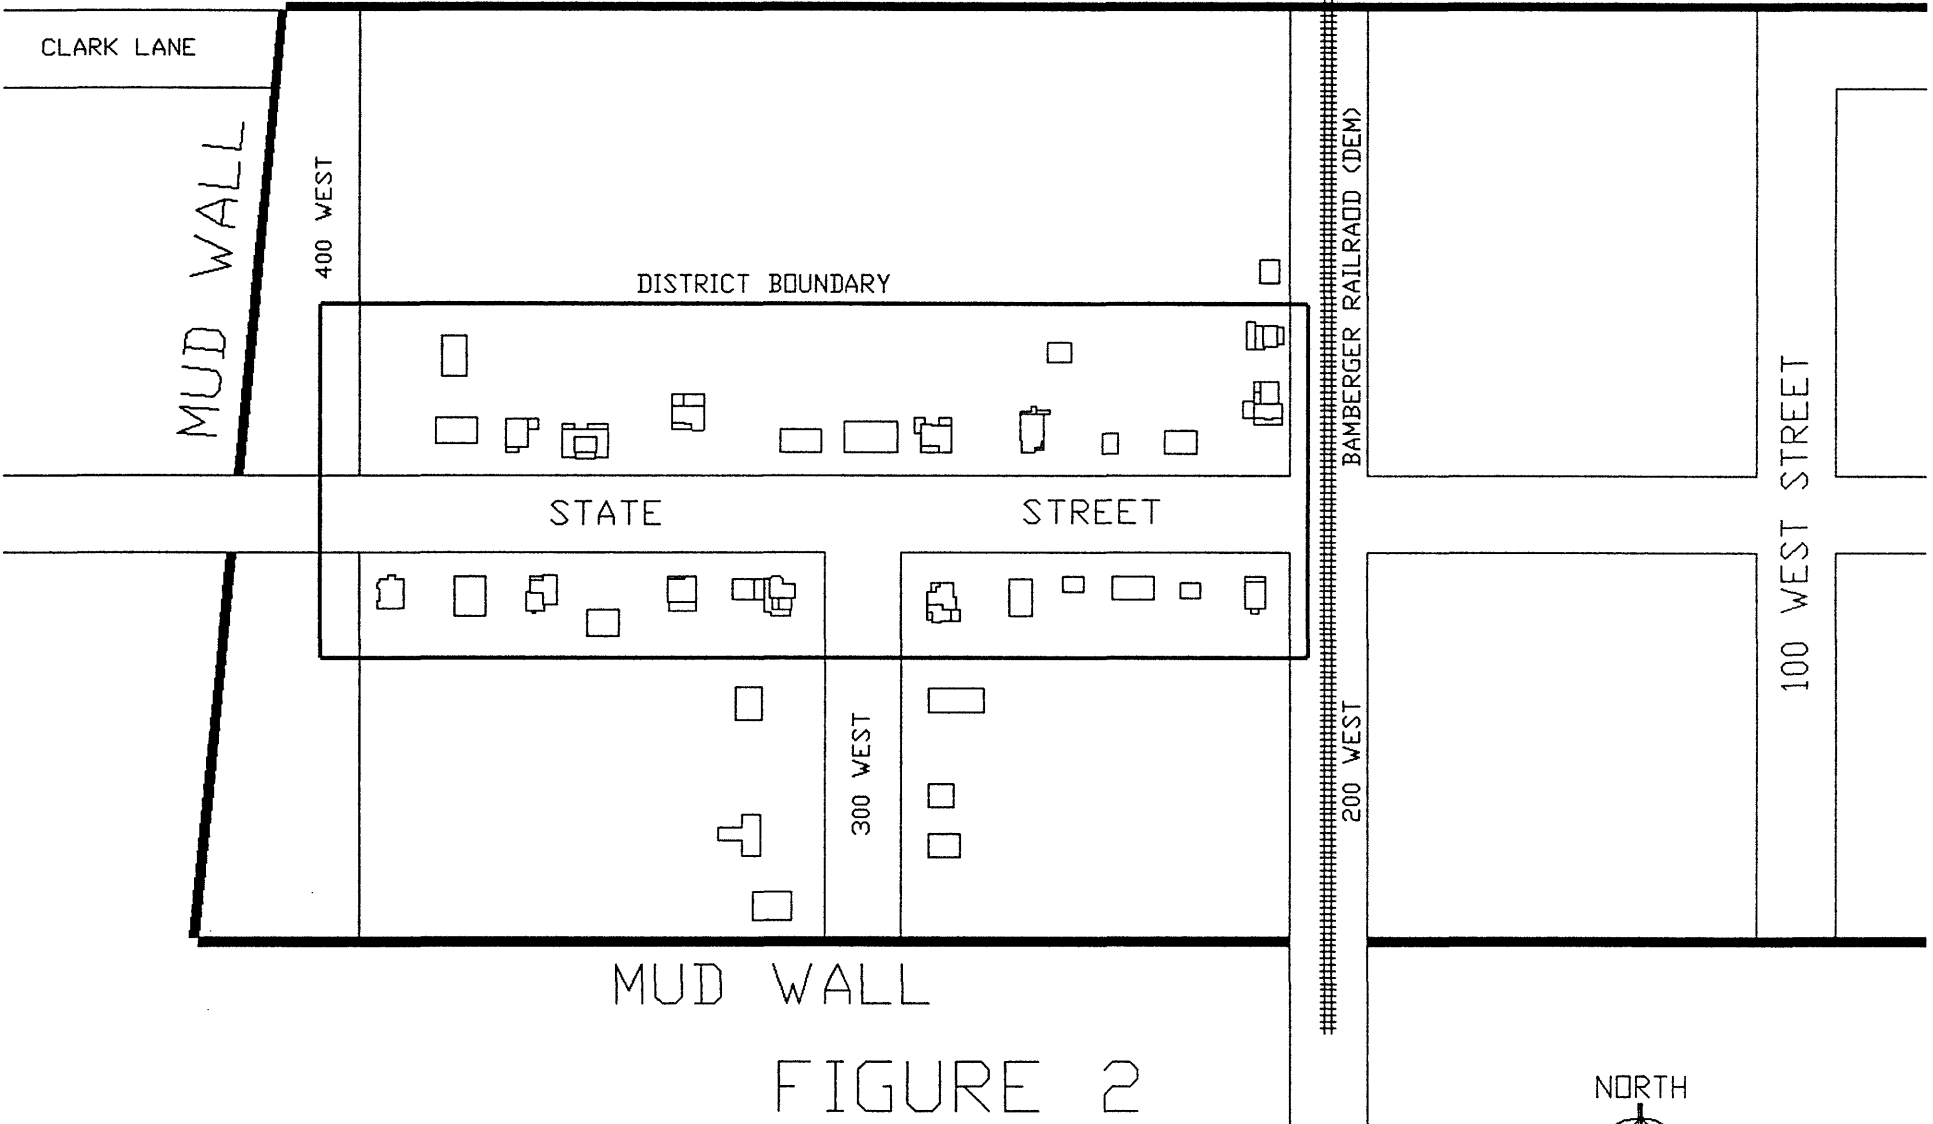 CLARK LANE
MUD WALL
400 WEST
BAMBERGER RAILRAOD (DEM)
DISTRICT BOUNDARY
100 WEST STREET
STATE STREET
300 WEST
200 WEST
MUD WALL
FIGURE 2
NORTH